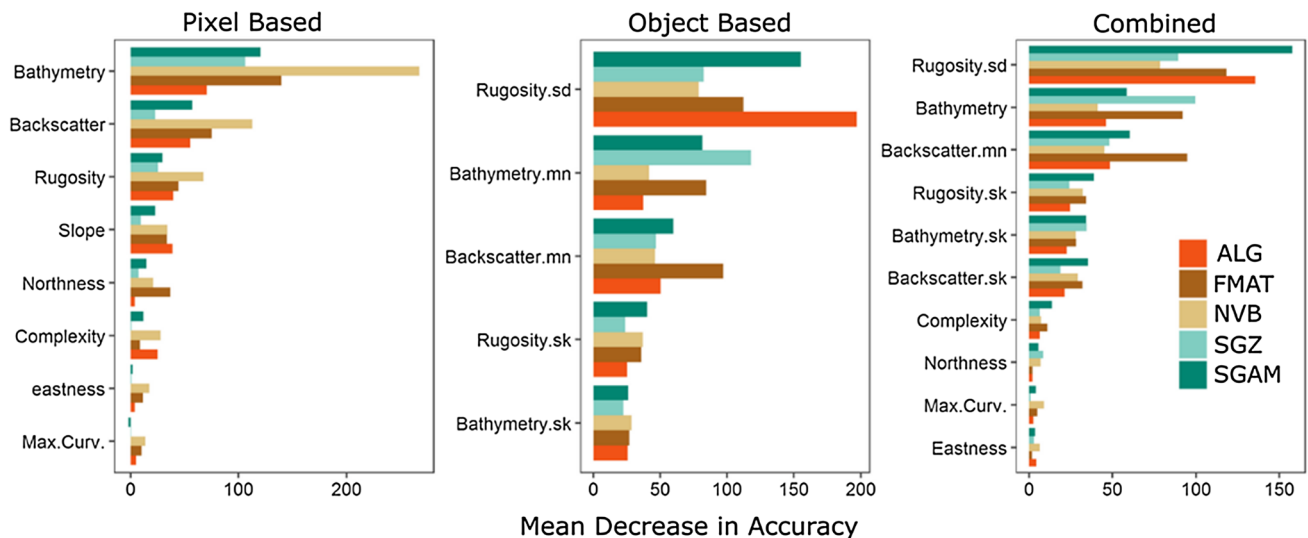 Pixel Based
Bathymetry
Backscatter
Rugosity
Slope
Northness
Complexity
eastness
Max.Curv.
0 100 200
Object Based
Rugosity.sd
Bathymetry.mn
Backscatter.mn
Rugosity.sk
Bathymetry.sk
0 50 100 150 200
Combined
Rugosity.sd
Bathymetry
Backscatter.mn
Rugosity.sk
Bathymetry.sk
Backscatter.sk
Complexity
Northness
Max.Curv.
Eastness
0 50 100 150
ALG
FMAT
NVB
SGZ
SGAM
Mean Decrease in Accuracy